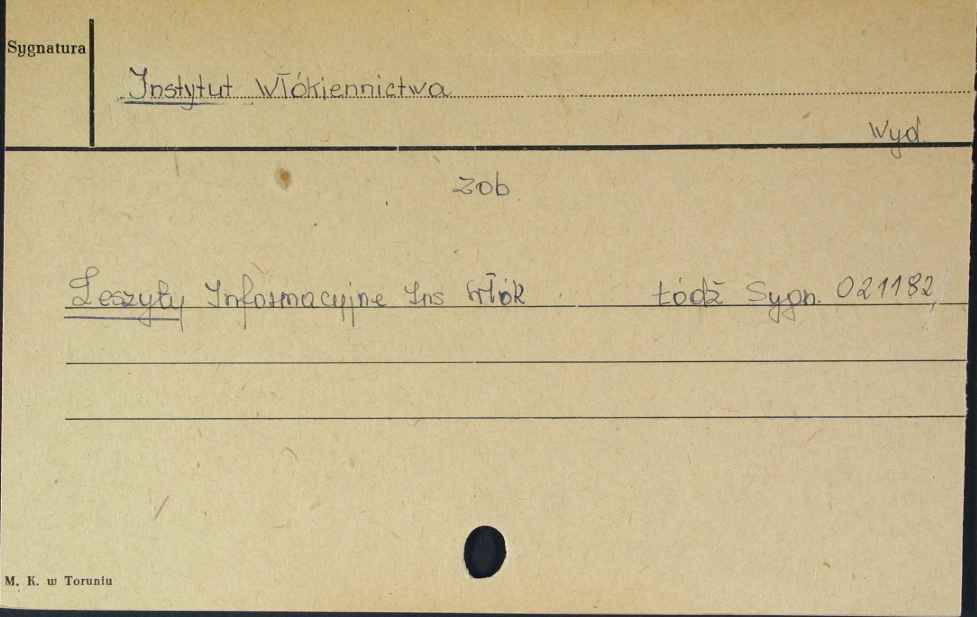 Sygnatura
Instytut Włókiennictwa
Wyd.
zob
Zeszyty Informacyjne Ins Włók Łódź Sygn. 021182
M. K. w Toruniu